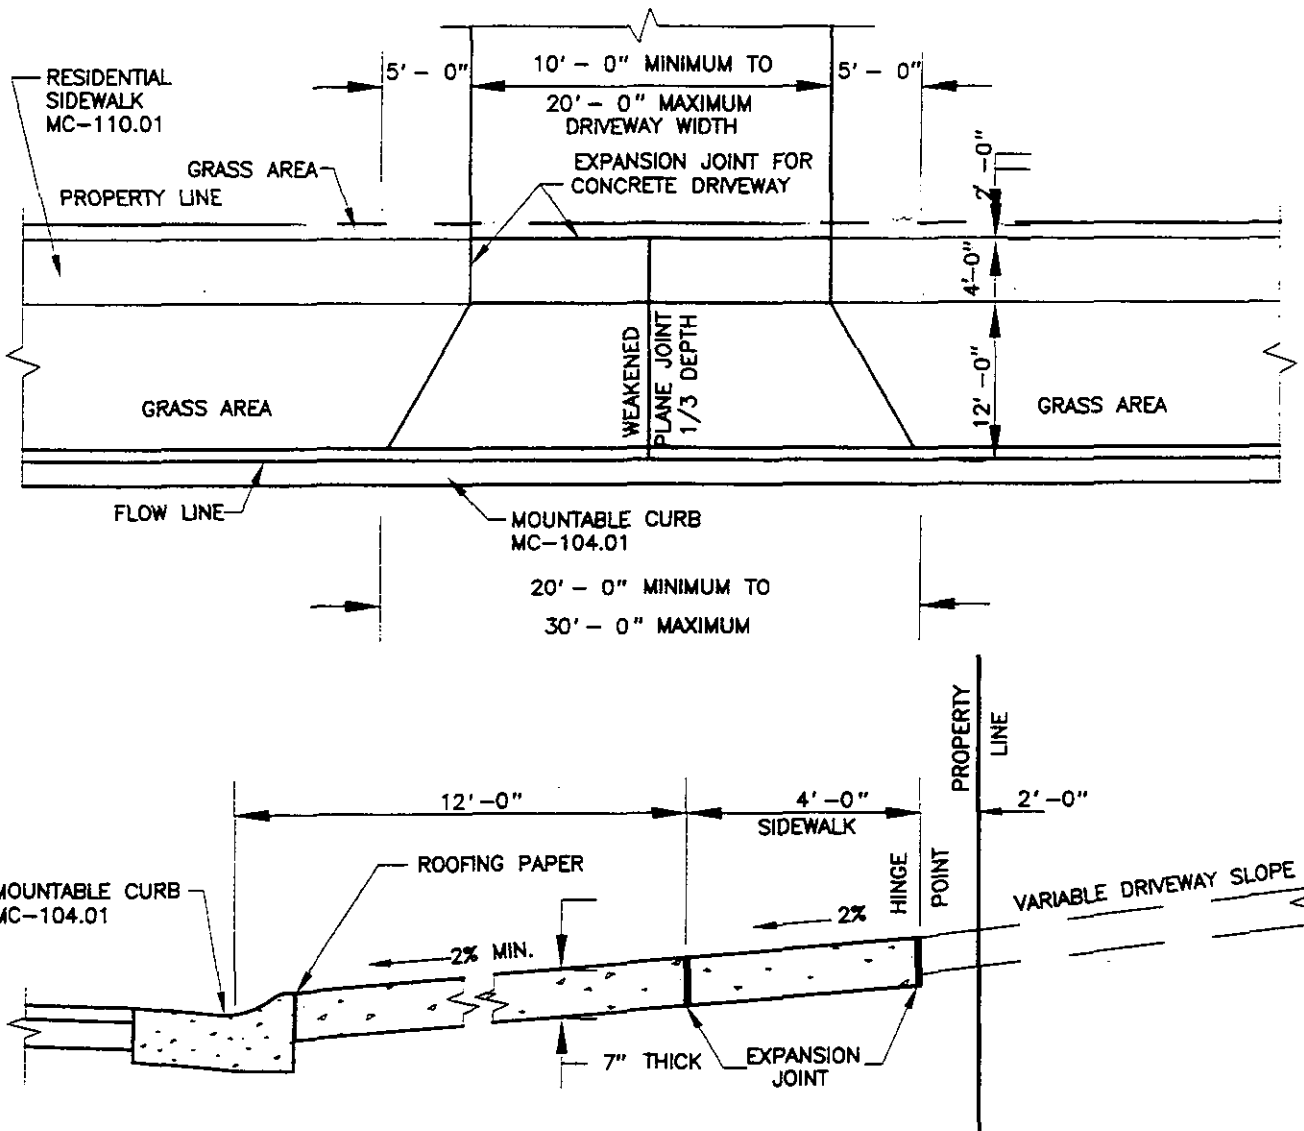 RESIDENTIAL
SIDEWALK
MC-110.01
5' - 0"
10' - 0" MINIMUM TO
5' - 0"
20' - 0" MAXIMUM
DRIVEWAY WIDTH
GRASS AREA
EXPANSION JOINT FOR
CONCRETE DRIVEWAY
PROPERTY LINE
2'-0"
4'-0"
12'-0"
WEAKENED
PLANE JOINT
1/3 DEPTH
GRASS AREA
GRASS AREA
FLOW LINE
MOUNTABLE CURB
MC-104.01
20' - 0" MINIMUM TO
30' - 0" MAXIMUM
PROPERTY
LINE
12'-0"
4'-0"
SIDEWALK
2'-0"
ROOFING PAPER
HINGE
POINT
MOUNTABLE CURB
MC-104.01
2% MIN.
2%
VARIABLE DRIVEWAY SLOPE
7" THICK
EXPANSION
JOINT